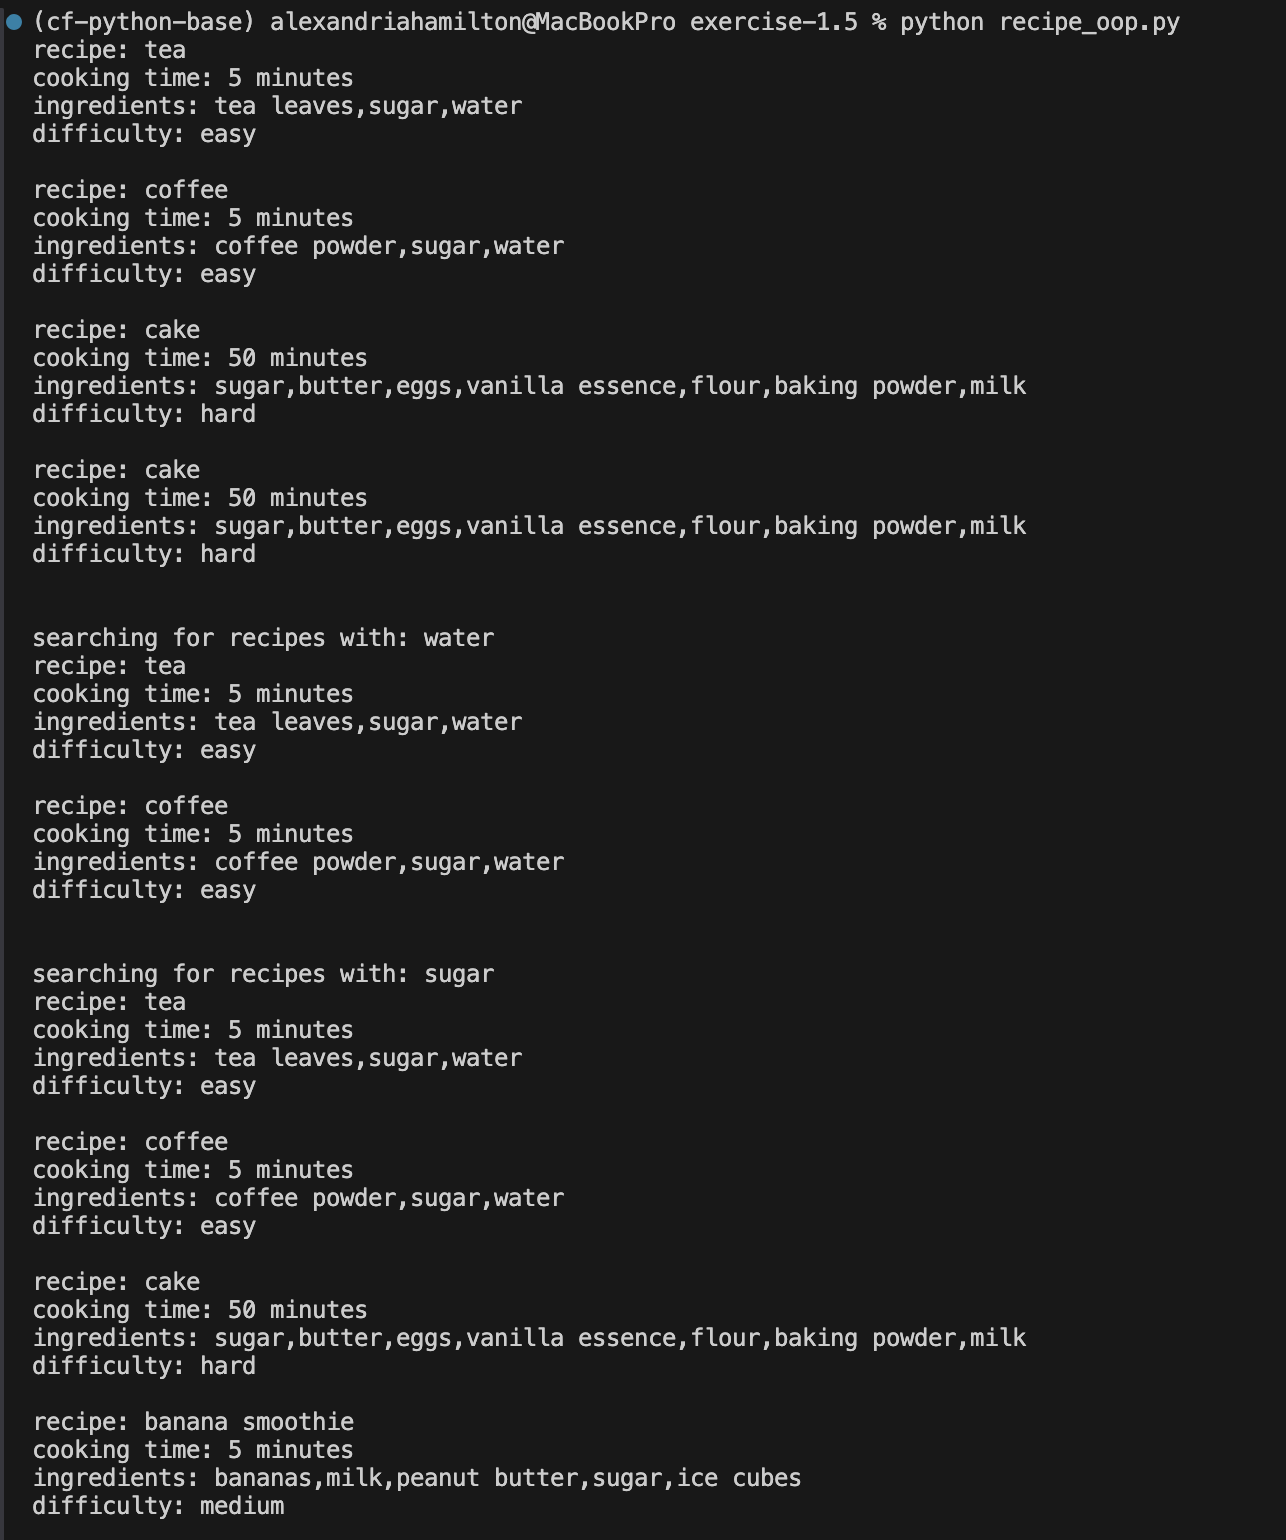 (cf-python-base) alexandriahamilton@MacBookPro exercise-1.5 % python recipe_oop.py
recipe: tea
cooking time: 5 minutes
ingredients: tea leaves,sugar,water
difficulty: easy
recipe: coffee
cooking time: 5 minutes
ingredients: coffee powder,sugar,water
difficulty: easy
recipe: cake
cooking time: 50 minutes
ingredients: sugar,butter,eggs,vanilla essence,flour,baking powder,milk
difficulty: hard
recipe: cake
cooking time: 50 minutes
ingredients: sugar,butter,eggs,vanilla essence,flour,baking powder,milk
difficulty: hard
searching for recipes with: water
recipe: tea
cooking time: 5 minutes
ingredients: tea leaves,sugar,water
difficulty: easy
recipe: coffee
cooking time: 5 minutes
ingredients: coffee powder,sugar,water
difficulty: easy
searching for recipes with: sugar
recipe: tea
cooking time: 5 minutes
ingredients: tea leaves,sugar,water
difficulty: easy
recipe: coffee
cooking time: 5 minutes
ingredients: coffee powder,sugar,water
difficulty: easy
recipe: cake
cooking time: 50 minutes
ingredients: sugar,butter,eggs,vanilla essence,flour,baking powder,milk
difficulty: hard
recipe: banana smoothie
cooking time: 5 minutes
ingredients: bananas,milk,peanut butter,sugar,ice cubes
difficulty: medium